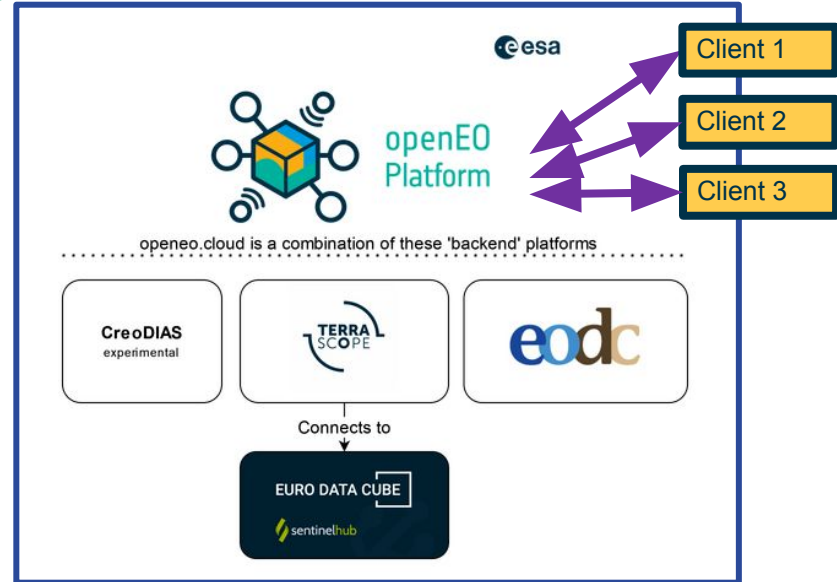 esa
Client 1
Client 2
Client 3
openEO
Platform
openeo.cloud is a combination of these 'backend' platforms
CreoDIAS
experimental
TERRA
SCOPE
eodc
Connects to
EURO DATA CUBE
sentinelhub